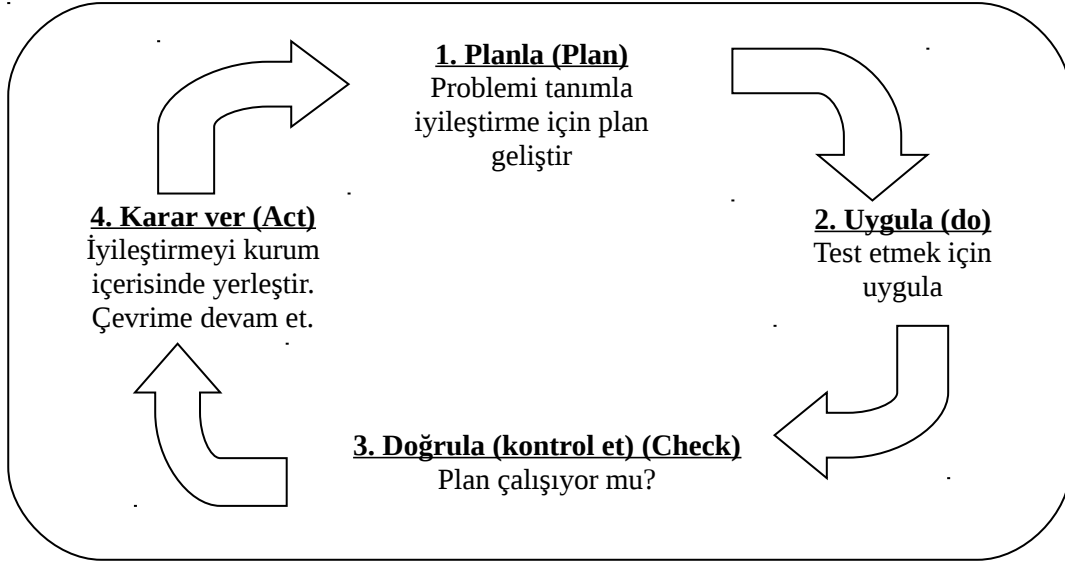 1. Planla (Plan)
Problemi tanımla
iyileştirme için plan
geliştir
2. Uygula (do)
Test etmek için
uygula
3. Doğrula (kontrol et) (Check)
Plan çalışıyor mu?
4. Karar ver (Act)
İyileştirmeyi kurum
içerisinde yerleştir.
Çevrime devam et.